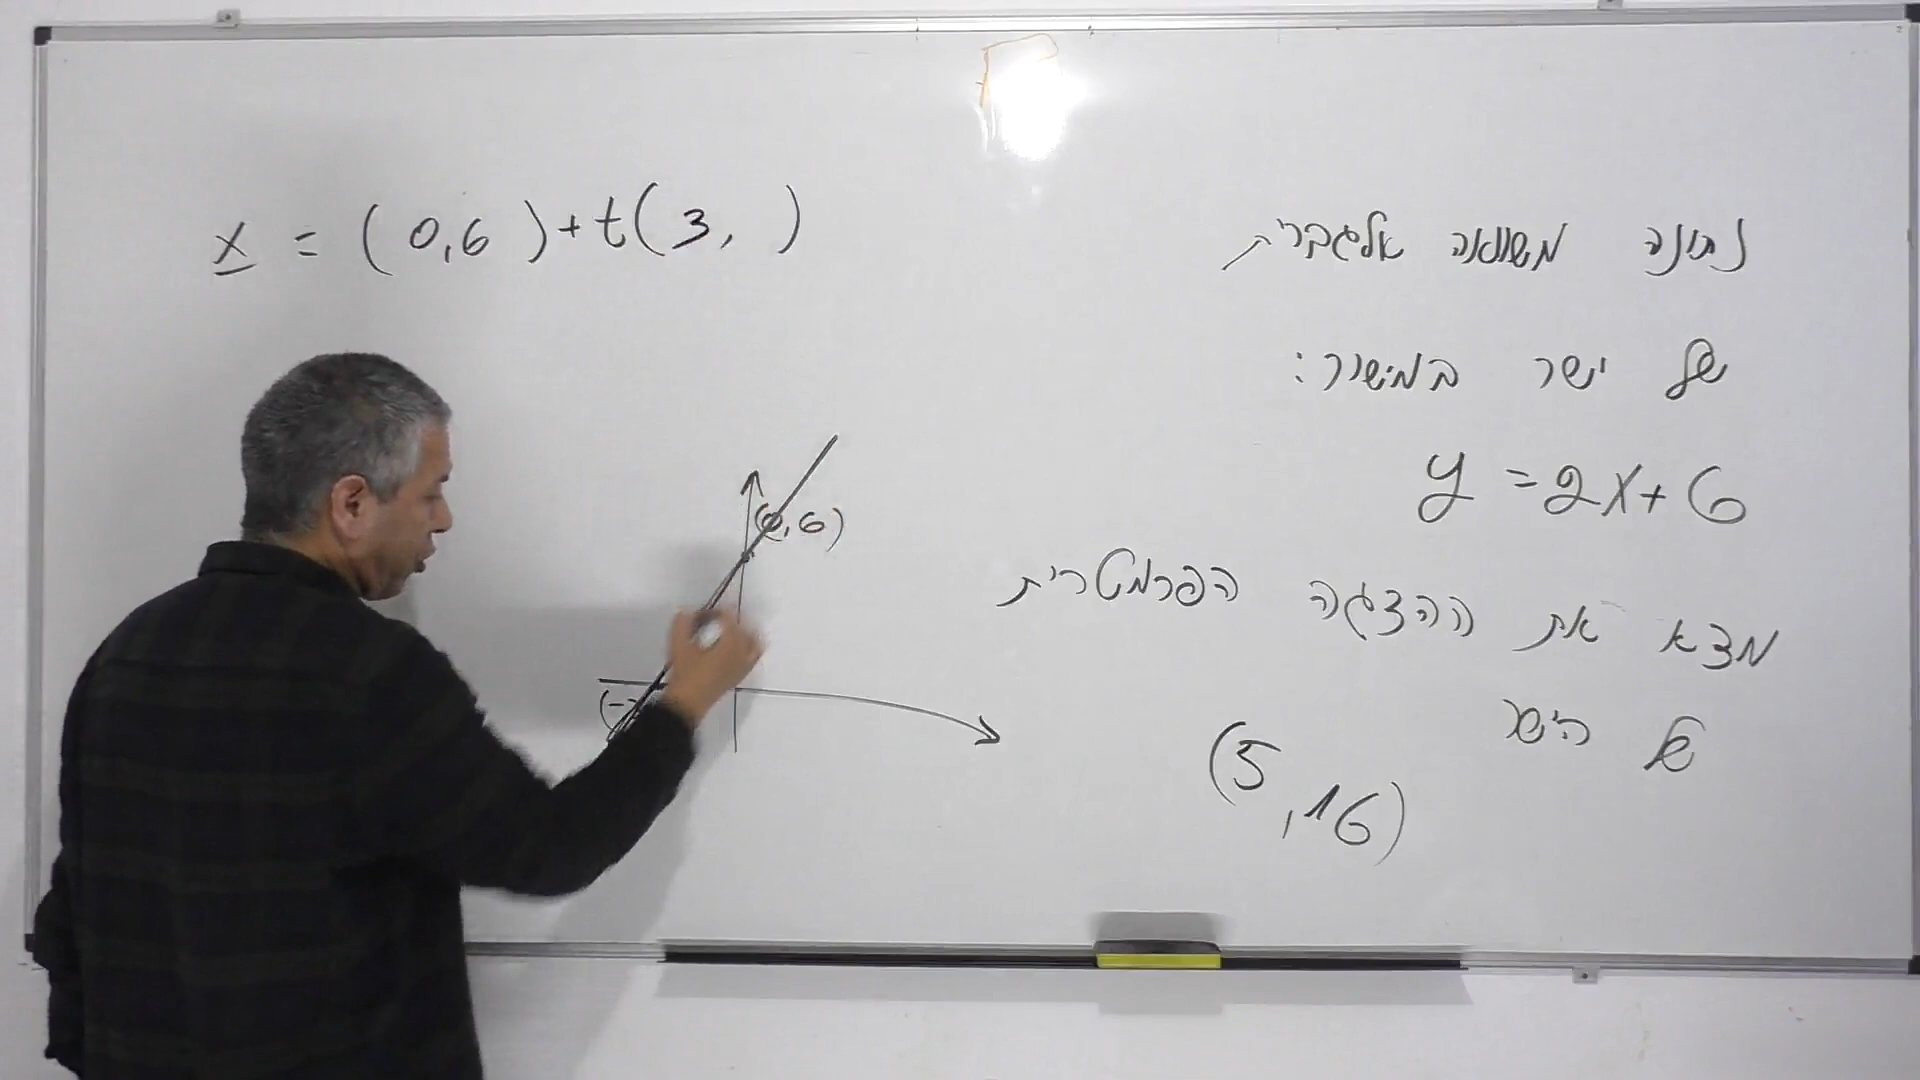 x = (0,6) + t(3, )
נתונה משוואה אלגברית
של ישר במישור:
y = 2x + 6
מצא את ההצגה הפרמטרית
של הישר
(5,16)
(0,6)
(-3